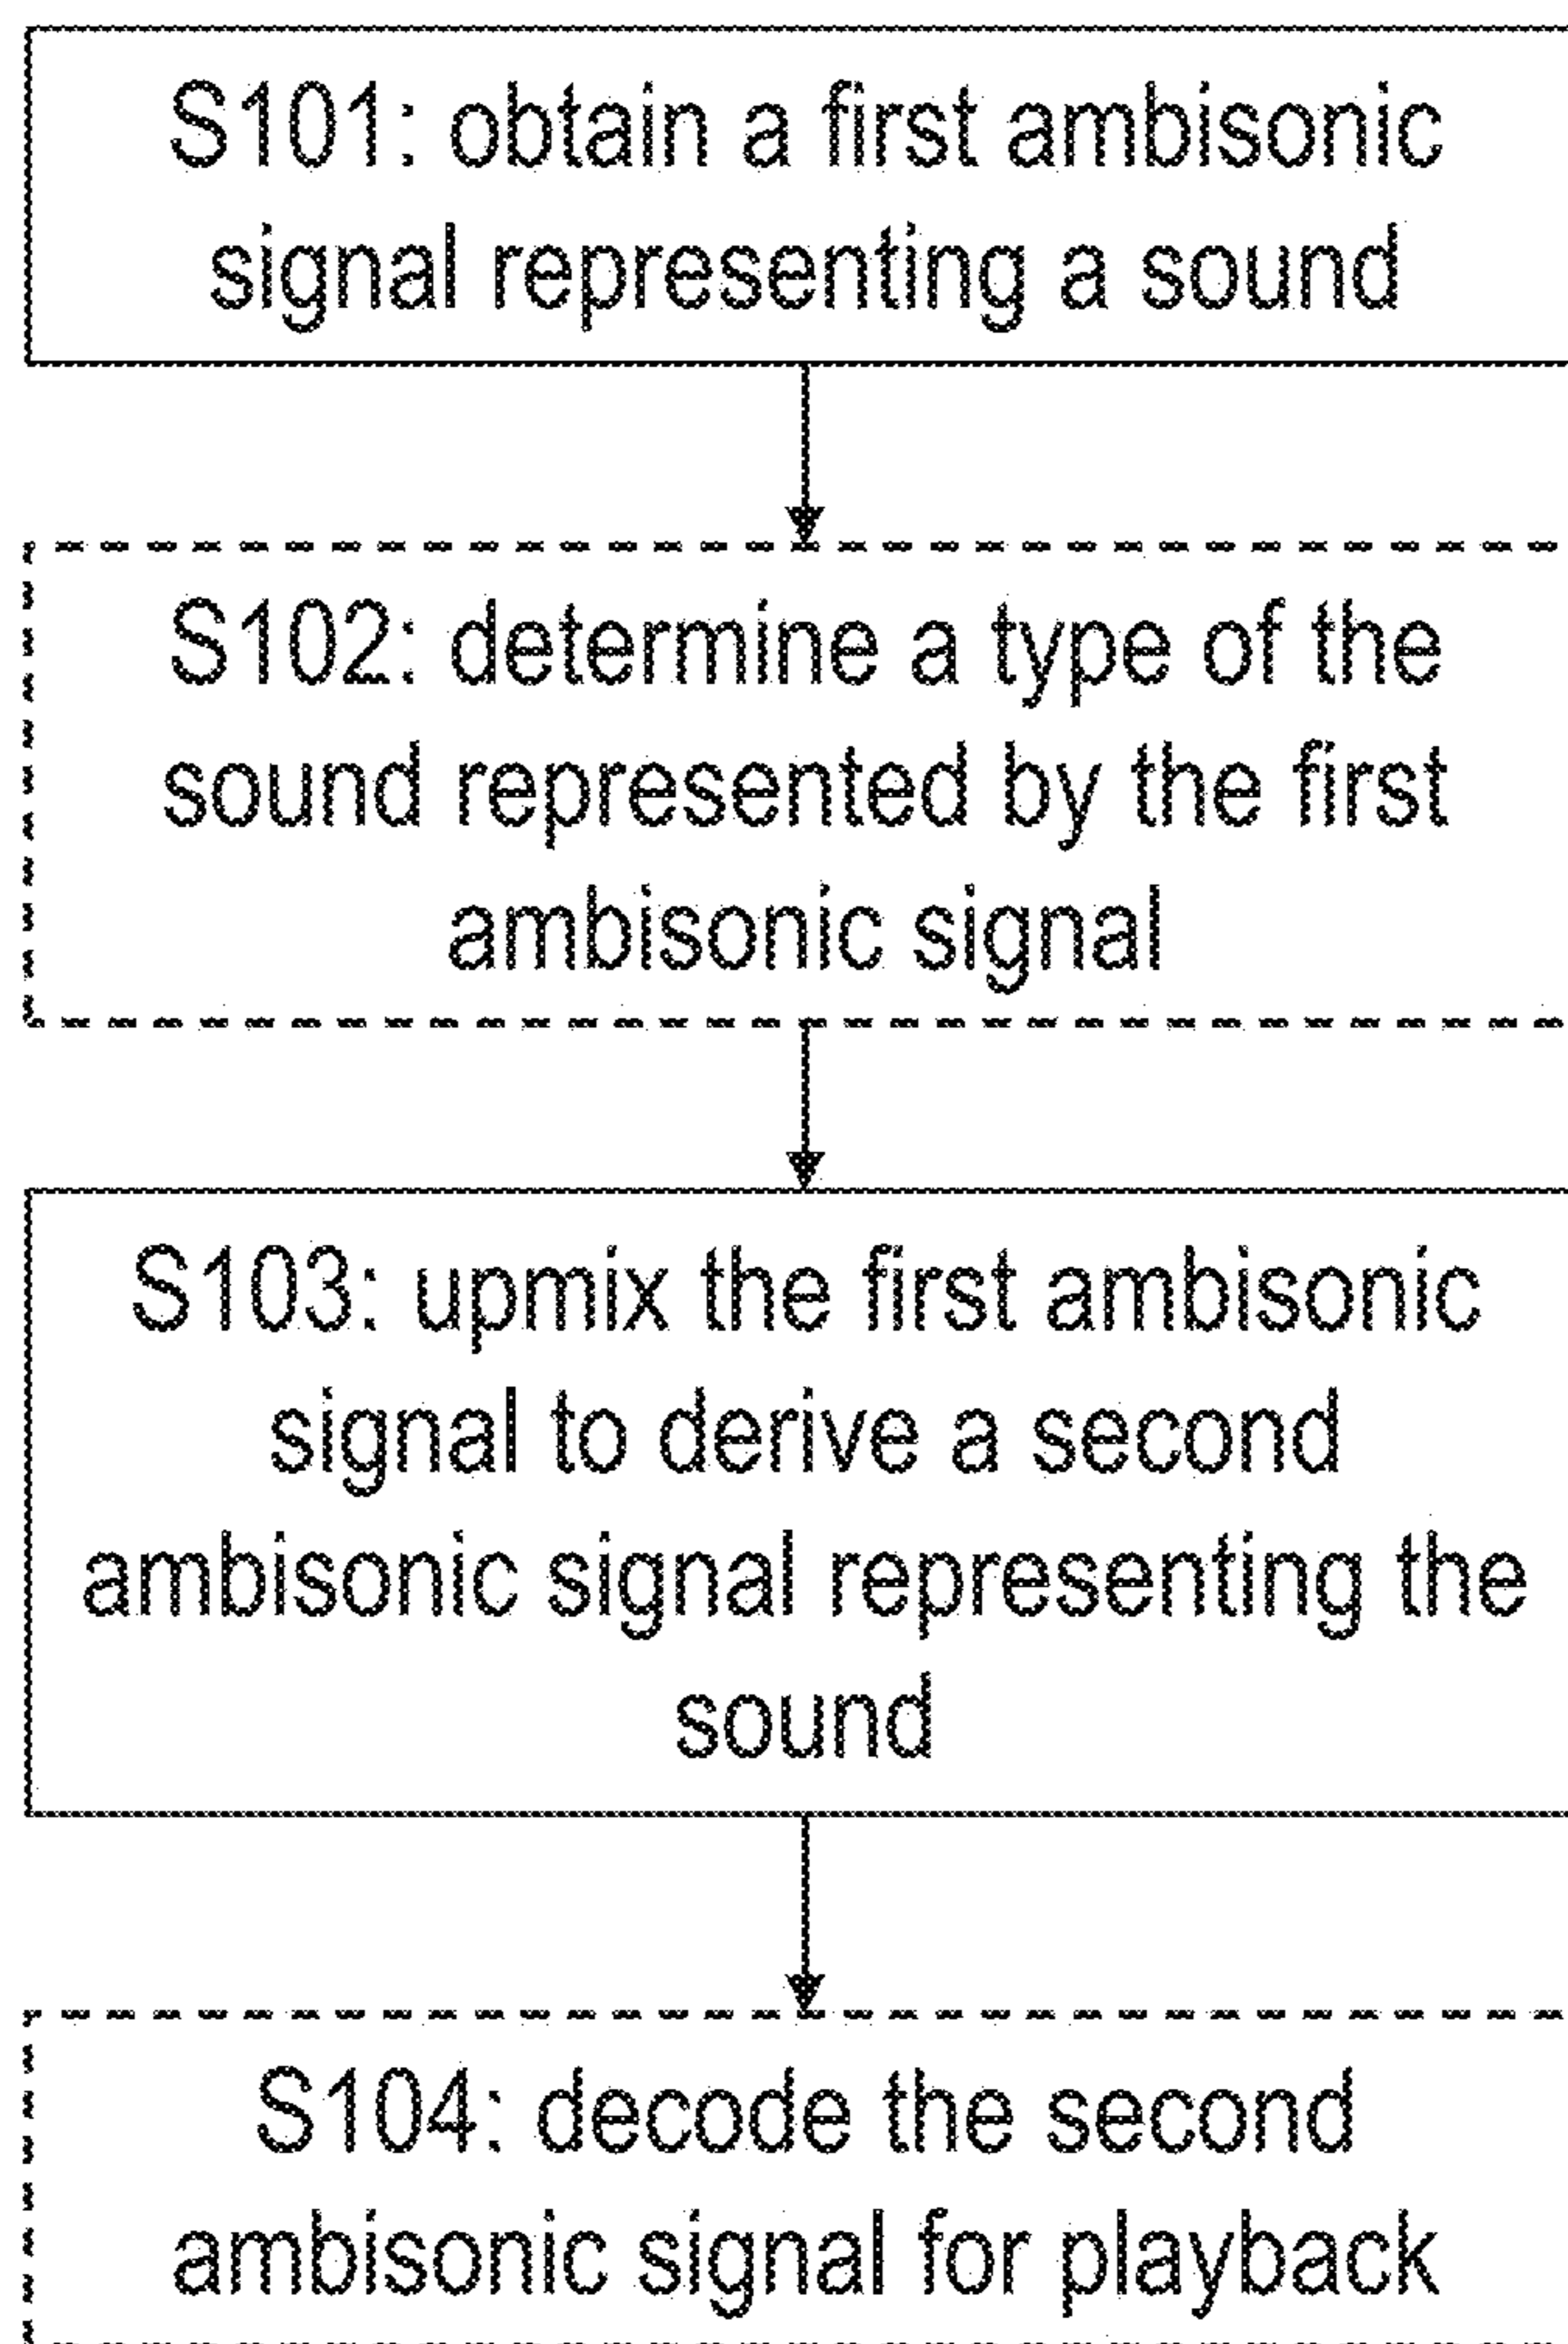 S101: obtain a first ambisonic
signal representing a sound
S102: determine a type of the
sound represented by the first
ambisonic signal
S103: upmix the first ambisonic
signal to derive a second
ambisonic signal representing the
sound
S104: decode the second
ambisonic signal for playback